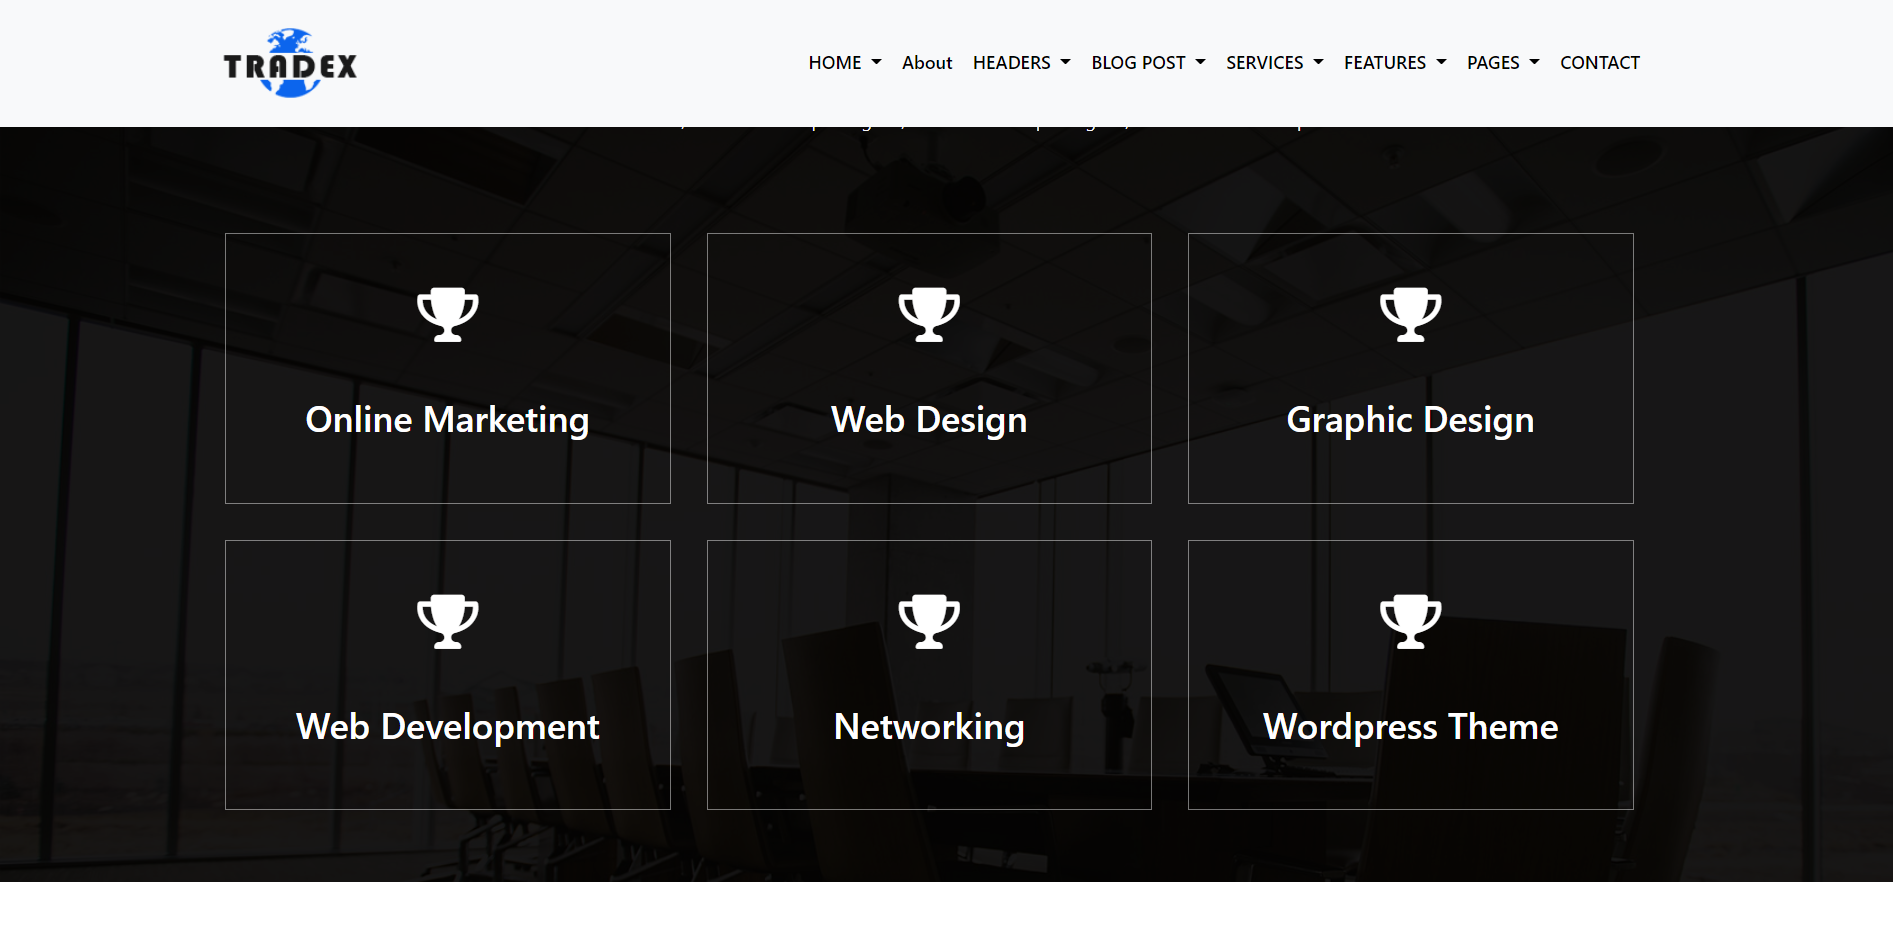 TRADEX
HOME About HEADERS BLOG POST SERVICES FEATURES PAGES CONTACT
Online Marketing
Web Design
Graphic Design
Web Development
Networking
Wordpress Theme